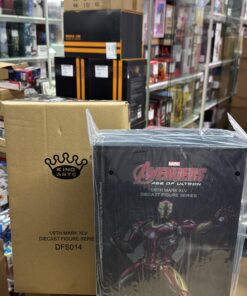 KING
ARTS
1/9TH MARK XLV
DIECAST FIGURE SERIES
DFS014
MARVEL
AVENGERS
AGE OF ULTRON
1/9TH MARK XLV
DIECAST FIGURE SERIES